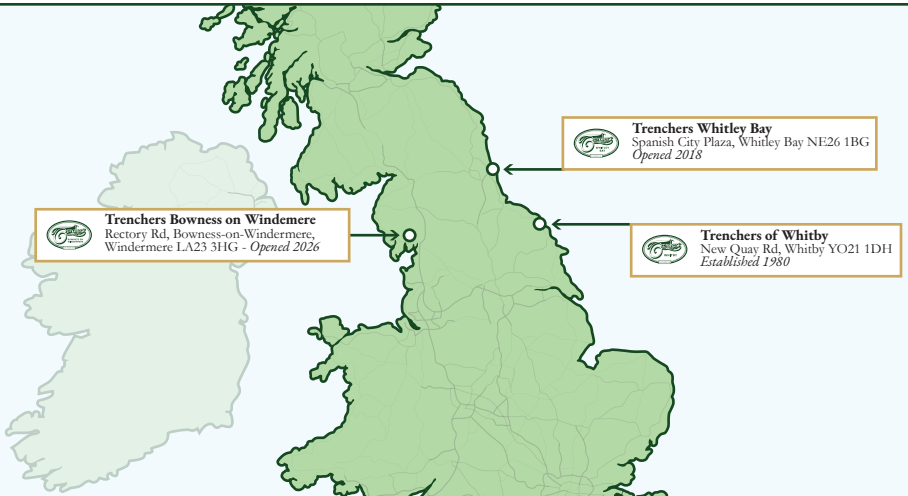 Trenchers Whitley Bay
Spanish City Plaza, Whitley Bay NE26 1BG
Opened 2018
Trenchers Bowness on Windemere
Rectory Rd, Bowness-on-Windermere,
Windermere LA23 3HG - Opened 2026
Trenchers of Whitby
New Quay Rd, Whitby YO21 1DH
Established 1980